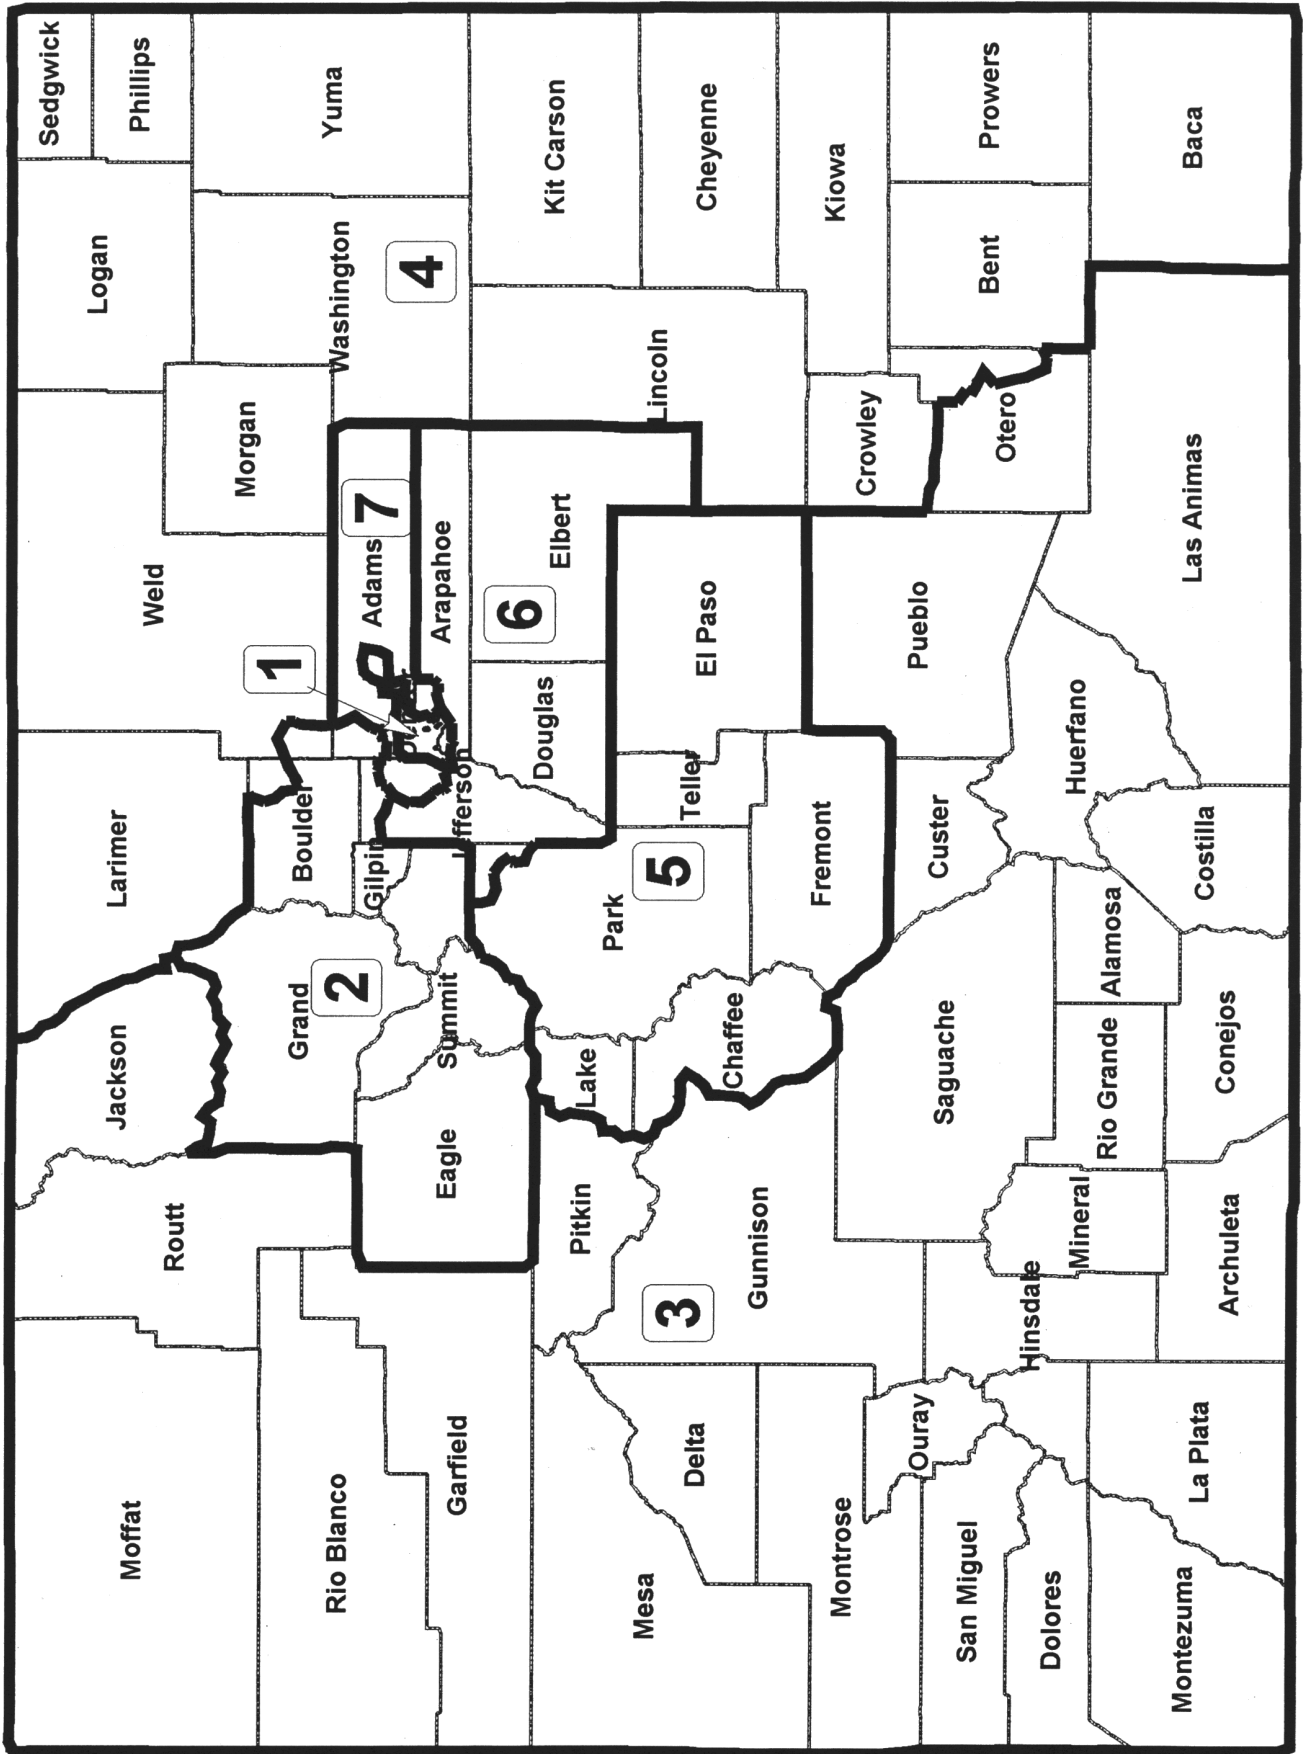 Moffat
Routt
Jackson
Larimer
Weld
Logan
Sedgwick
Phillips
Morgan
Washington
Yuma
Rio Blanco
Garfield
Eagle
Grand
2
Summit
Boulder
Gilpin
Jefferson
1
Adams
7
Arapahoe
4
Mesa
Delta
Pitkin
Lake
Park
5
Douglas
6
Elbert
Lincoln
Kit Carson
Cheyenne
3
Gunnison
Chaffee
Teller
Fremont
El Paso
Montrose
Ouray
San Miguel
Dolores
Hinsdale
Saguache
Custer
Pueblo
Crowley
Kiowa
Otero
Bent
Prowers
Mineral
Rio Grande
Alamosa
Huerfano
Montezuma
La Plata
Archuleta
Conejos
Costilla
Las Animas
Baca